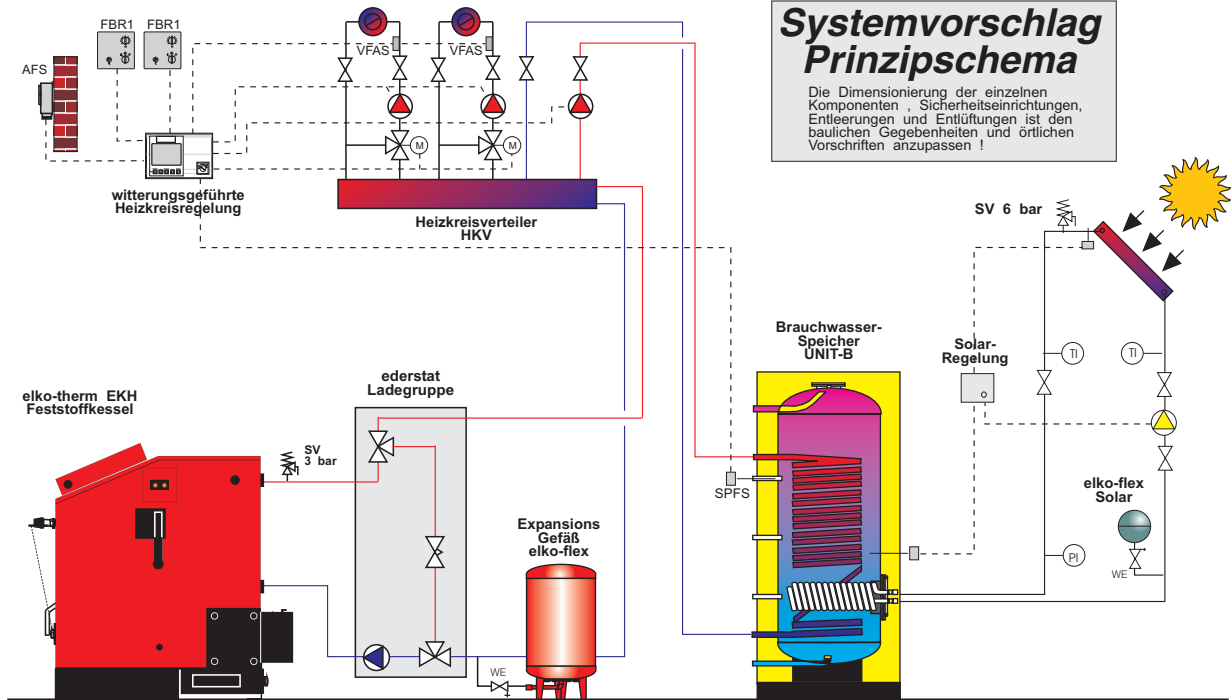 Systemvorschlag
Prinzipschema
Die Dimensionierung der einzelnen
Komponenten , Sicherheitseinrichtungen,
Entleerungen und Entlüftungen ist den
baulichen Gegebenheiten und örtlichen
Vorschriften anzupassen !
FBR1
FBR1
AFS
VFAS
VFAS
M
M
witterungsgeführte
Heizkreisregelung
Heizkreisverteiler
HKV
SV 6 bar
Brauchwasser-
Speicher
UNIT-B
Solar-
Regelung
TI
TI
elko-therm EKH
Feststoffkessel
ederstat
Ladegruppe
SV
3 bar
SPFS
elko-flex
Solar
Expansions
Gefäß
elko-flex
PI
WE
WE